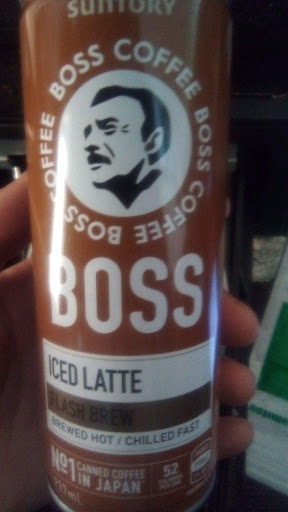 SUNTORY
BOSS COFFEE BOSS COFFEE BOSS COFFEE
BOSS
ICED LATTE
FLASH BREW
BREWED HOT / CHILLED FAST
No1 CANNED COFFEE
IN JAPAN
52
237ml